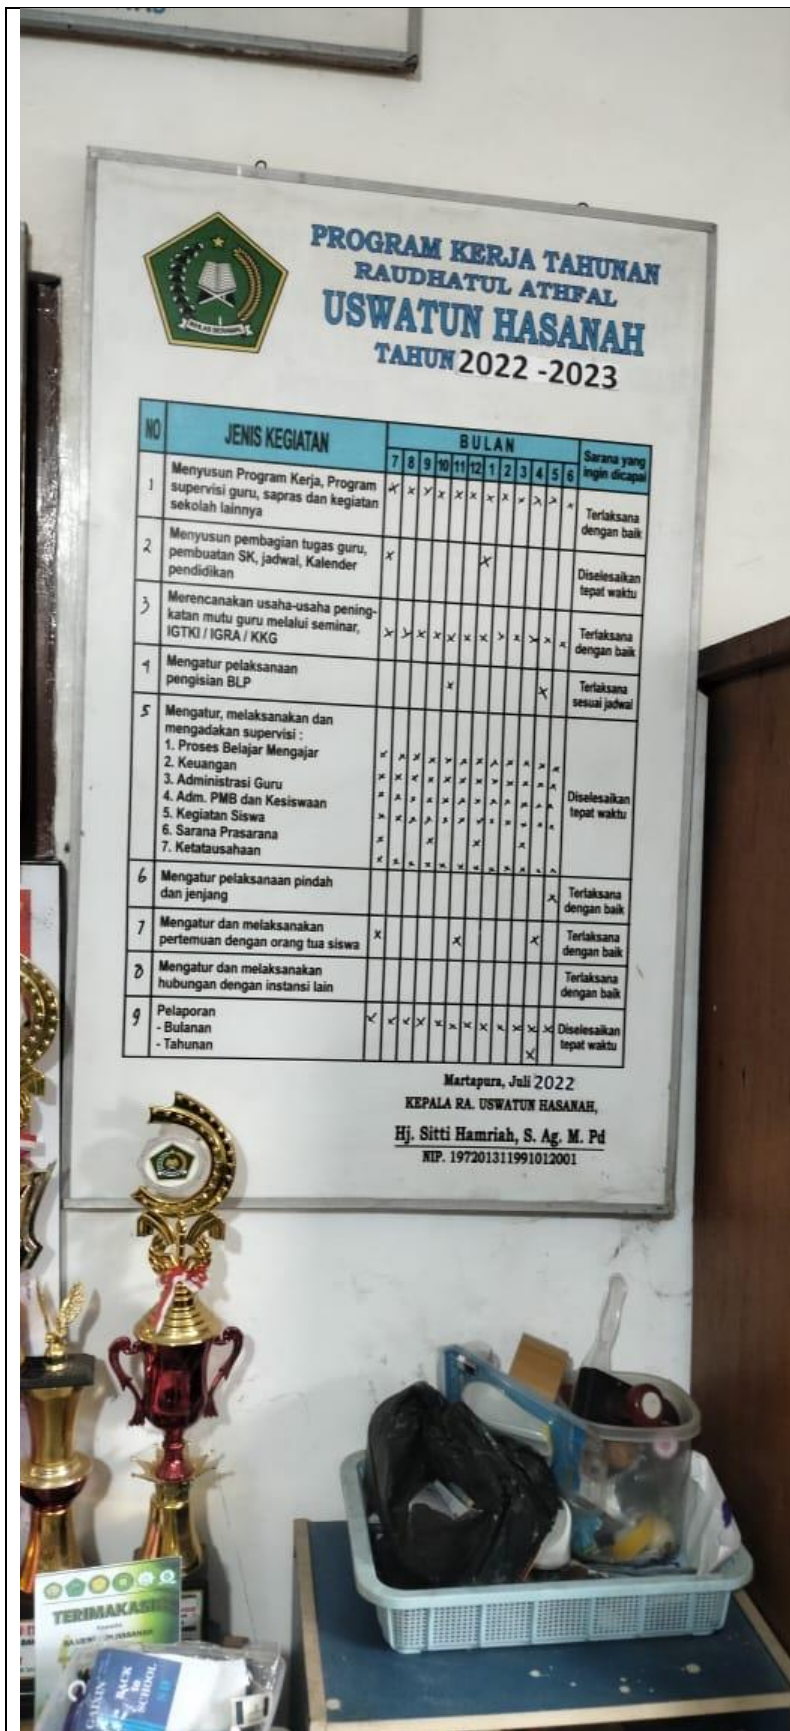 IKHLAS BERAMAL
PROGRAM KERJA TAHUNAN
RAUDHATUL ATHFAL
USWATUN HASANAH
TAHUN 2022 -2023
NO JENIS KEGIATAN BULAN Sarana yang
ingin dicapai
7 8 9 10 11 12 1 2 3 4 5 6
1 Menyusun Program Kerja, Program
supervisi guru, sapras dan kegiatan
sekolah lainnya
x x x x x x x x x x x x
Terlaksana
dengan baik
2 Menyusun pembagian tugas guru,
pembuatan SK, jadwal, Kalender
pendidikan
x x
Diselesaikan
tepat waktu
3 Merencanakan usaha-usaha pening-
katan mutu guru melalui seminar,
IGTKI / IGRA / KKG
x x x x x x x x x x x x
Terlaksana
dengan baik
4 Mengatur pelaksanaan
pengisian BLP
x x
Terlaksana
sesuai jadwal
5 Mengatur, melaksanakan dan
mengadakan supervisi :
1. Proses Belajar Mengajar
2. Keuangan
3. Administrasi Guru
4. Adm. PMB dan Kesiswaan
5. Kegiatan Siswa
6. Sarana Prasarana
7. Ketatausahaan
Diselesaikan
tepat waktu
6 Mengatur pelaksanaan pindah
dan jenjang
x
Terlaksana
dengan baik
7 Mengatur dan melaksanakan
pertemuan dengan orang tua siswa
x x x
Terlaksana
dengan baik
8 Mengatur dan melaksanakan
hubungan dengan instansi lain
Terlaksana
dengan baik
9 Pelaporan
- Bulanan
- Tahunan
x x x x x x x x x x x x
x
Diselesaikan
tepat waktu
Martapura, Juli 2022
KEPALA RA. USWATUN HASANAH,
Hj. Sitti Hamriah, S. Ag. M. Pd
NIP. 197201311991012001
TERIMAKASI
BACK
to
SCHOOL